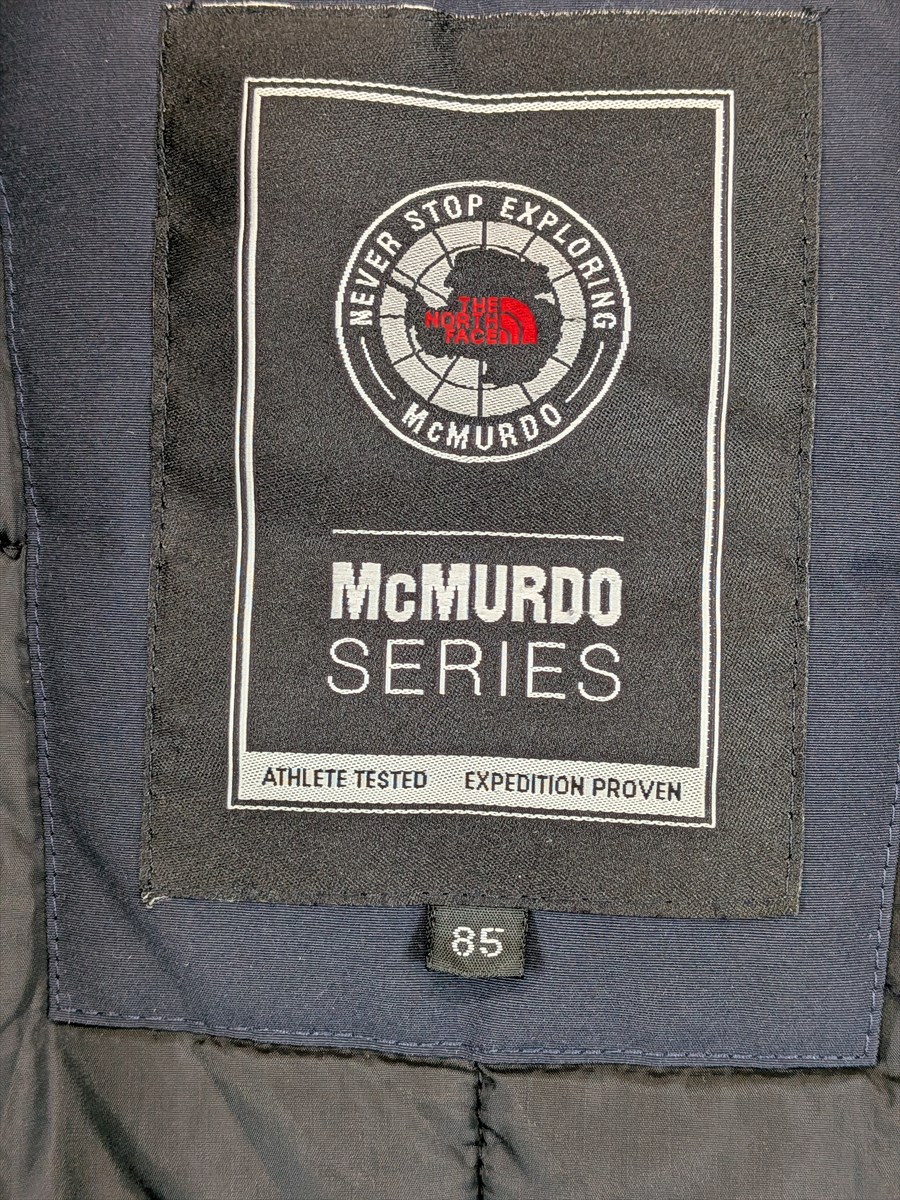 NEVER STOP EXPLORING
THE
NORTH
FACE
McMURDO
McMURDO
SERIES
ATHLETE TESTED EXPEDITION PROVEN
85